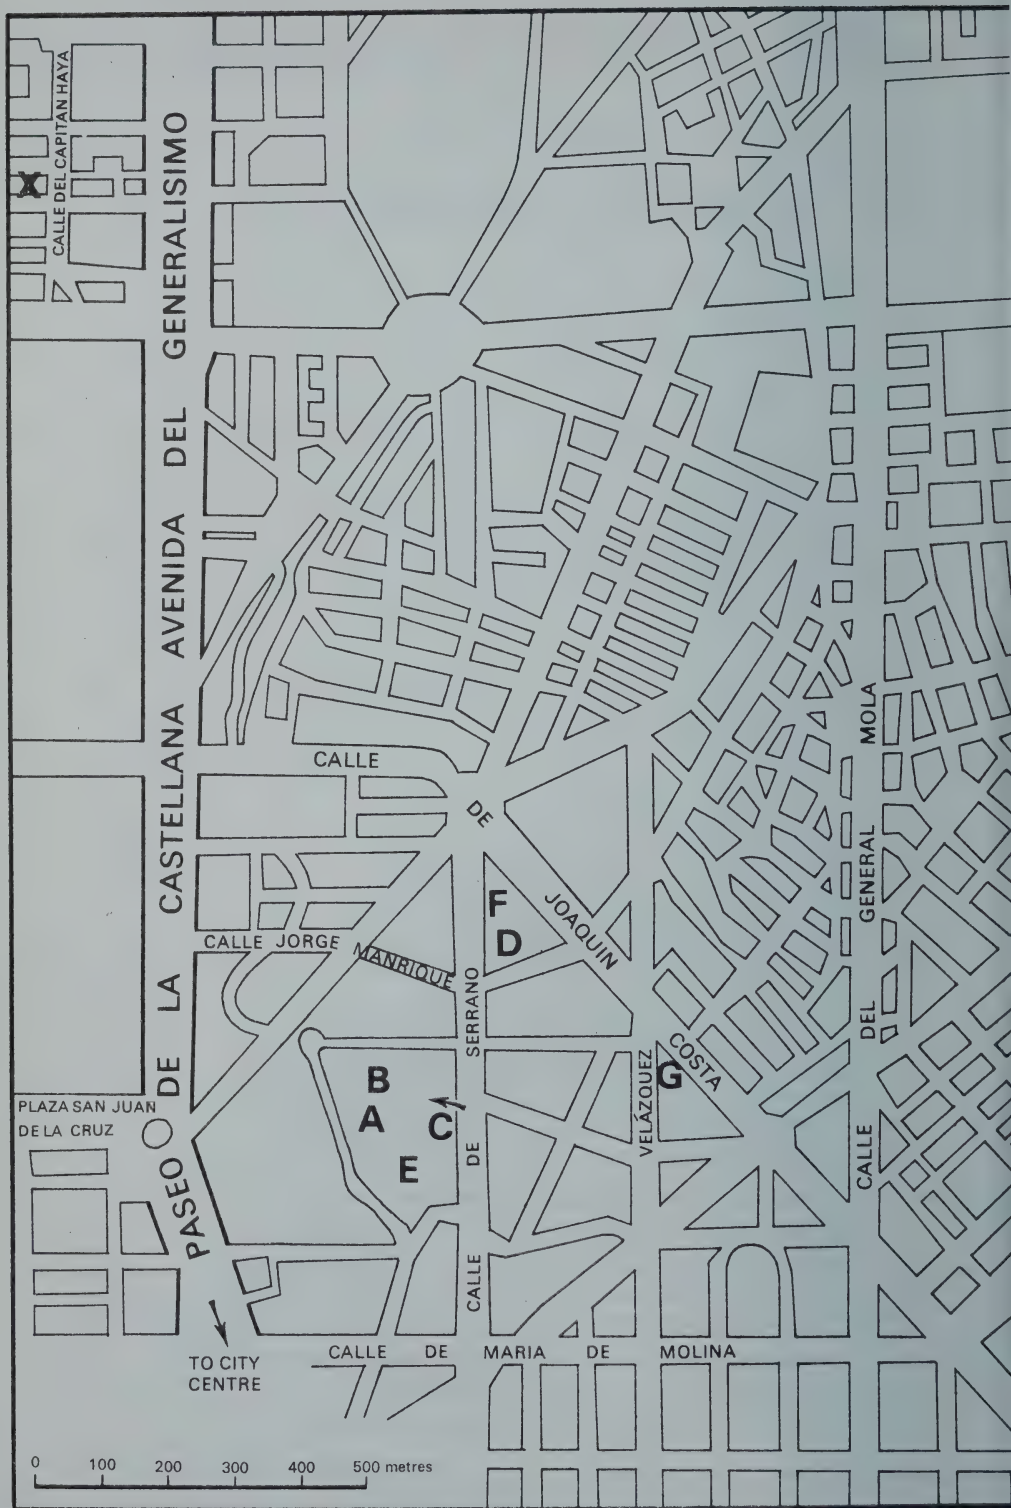 CALLE DEL CAPITAN HAYA
X
PASEO DE LA CASTELLANA AVENIDA DEL GENERALISIMO
CALLE DE JOAQUIN COSTA
CALLE DEL GENERAL MOLA
F
D
CALLE JORGE MANRIQUE
CALLE DE SERRANO
VELÁZQUEZ
B
A
C
E
G
PLAZA SAN JUAN
DE LA CRUZ
TO CITY
CENTRE
CALLE DE MARIA DE MOLINA
0 100 200 300 400 500 metres